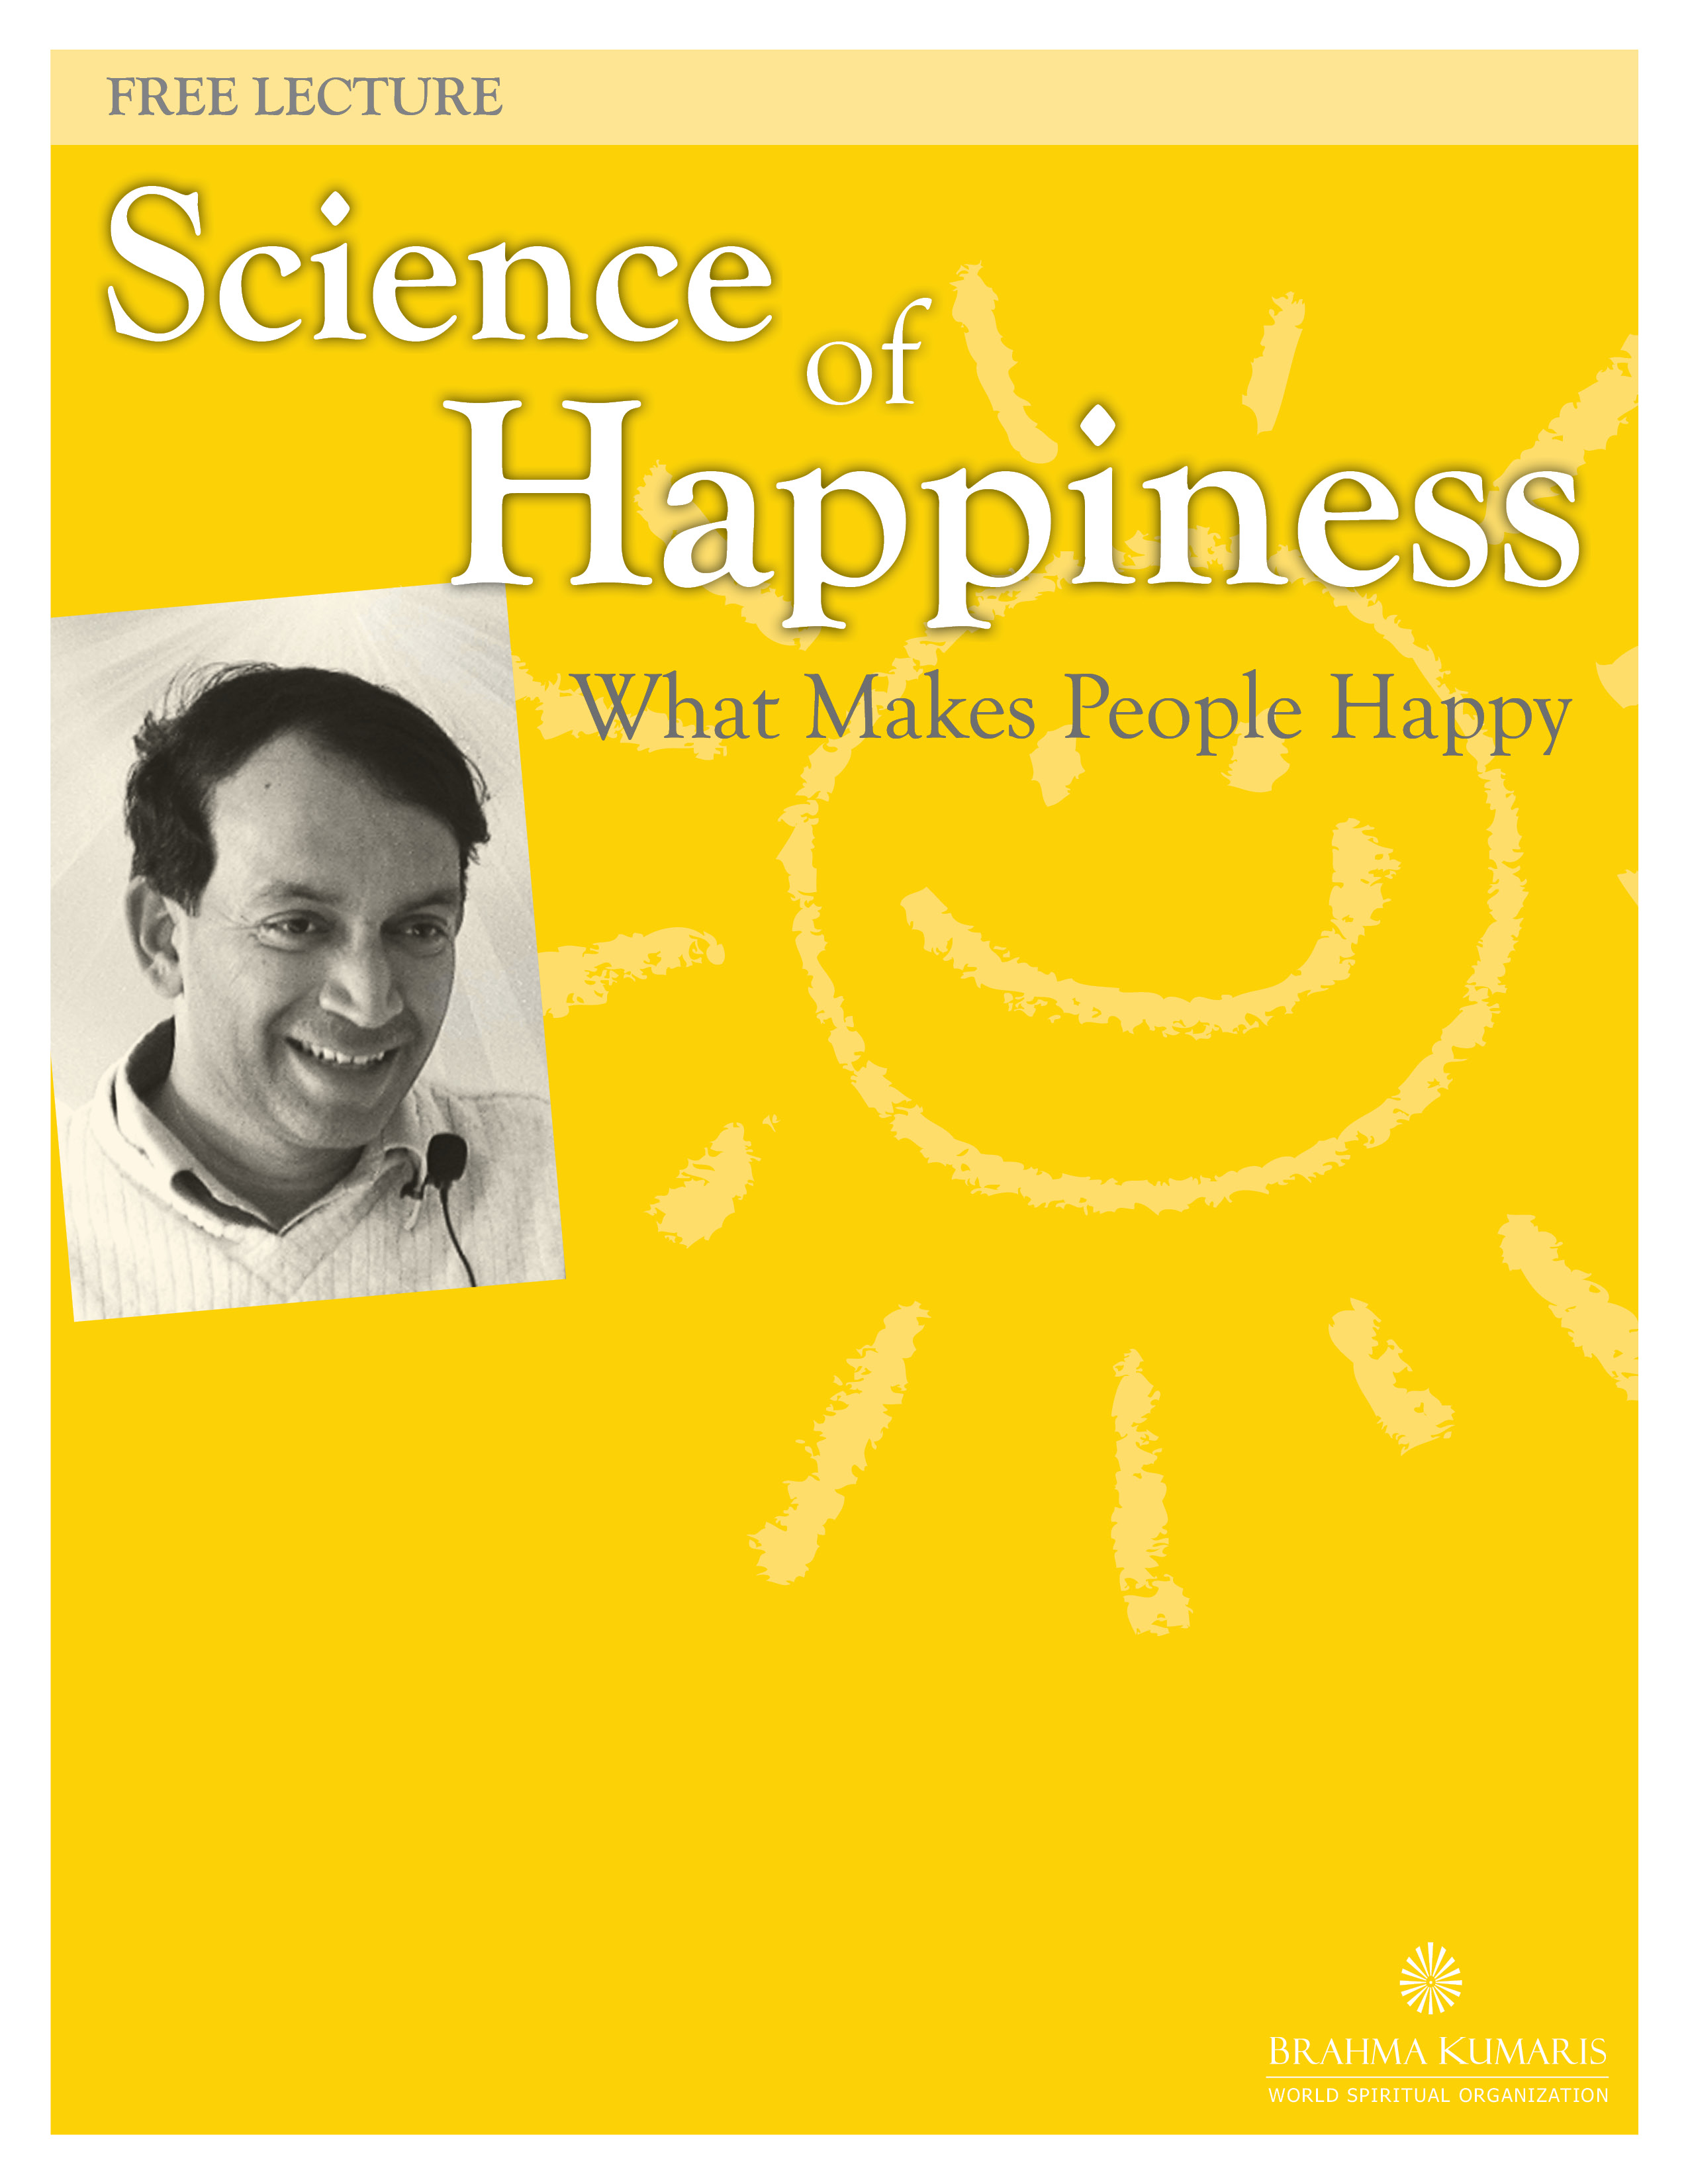 FREE LECTURE
Science
of
Happiness
What Makes People Happy
BRAHMA KUMARIS
WORLD SPIRITUAL ORGANIZATION